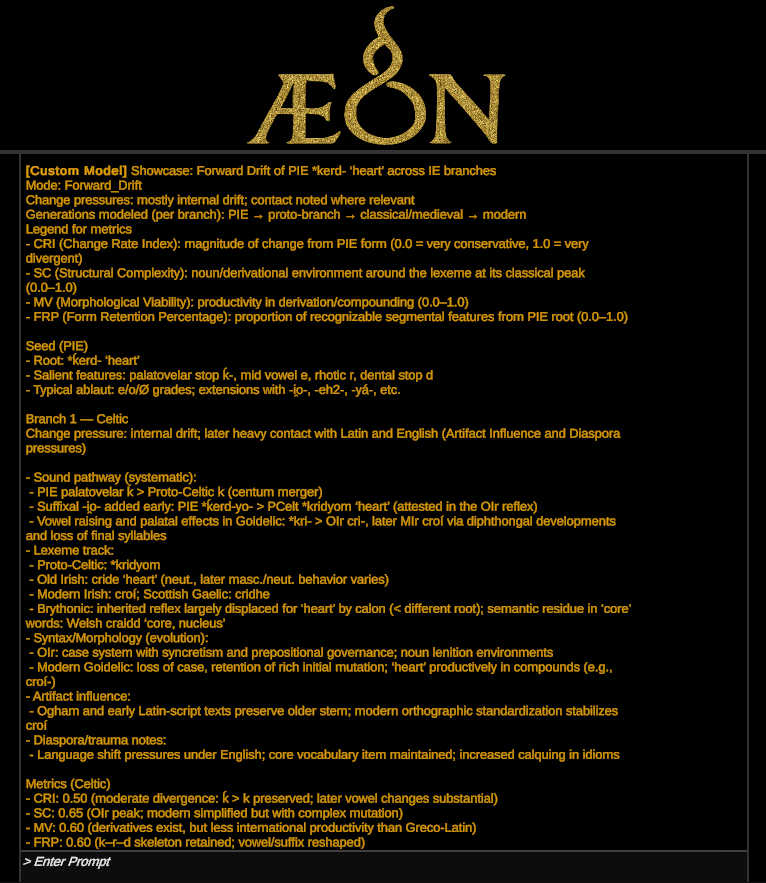 ÆON
[Custom Model] Showcase: Forward Drift of PIE *kerd- ‘heart’ across IE branches
Mode: Forward_Drift
Change pressures: mostly internal drift; contact noted where relevant
Generations modeled (per branch): PIE → proto-branch → classical/medieval → modern
Legend for metrics
- CRI (Change Rate Index): magnitude of change from PIE form (0.0 = very conservative, 1.0 = very
divergent)
- SC (Structural Complexity): noun/derivational environment around the lexeme at its classical peak
(0.0–1.0)
- MV (Morphological Viability): productivity in derivation/compounding (0.0–1.0)
- FRP (Form Retention Percentage): proportion of recognizable segmental features from PIE root (0.0–1.0)
Seed (PIE)
- Root: *ḱerd- ‘heart’
- Salient features: palatovelar stop ḱ-, mid vowel e, rhotic r, dental stop d
- Typical ablaut: e/o/Ø grades; extensions with -i̯o-, -eh2-, -yá-, etc.
Branch 1 — Celtic
Change pressure: internal drift; later heavy contact with Latin and English (Artifact Influence and Diaspora
pressures)
- Sound pathway (systematic):
- PIE palatovelar ḱ > Proto-Celtic k (centum merger)
- Suffixal -i̯o- added early: PIE *ḱerd-yo- > PCelt *kridyom ‘heart’ (attested in the OIr reflex)
- Vowel raising and palatal effects in Goidelic: *kri- > OIr cri-, later MIr croí via diphthongal developments
and loss of final syllables
- Lexeme track:
- Proto-Celtic: *kridyom
- Old Irish: cride ‘heart’ (neut., later masc./neut. behavior varies)
- Modern Irish: croí; Scottish Gaelic: cridhe
- Brythonic: inherited reflex largely displaced for ‘heart’ by calon (< different root); semantic residue in ‘core’
words: Welsh craidd ‘core, nucleus’
- Syntax/Morphology (evolution):
- OIr: case system with syncretism and prepositional governance; noun lenition environments
- Modern Goidelic: loss of case, retention of rich initial mutation; ‘heart’ productively in compounds (e.g.,
croí-)
- Artifact influence:
- Ogham and early Latin-script texts preserve older stem; modern orthographic standardization stabilizes
croí
- Diaspora/trauma notes:
- Language shift pressures under English; core vocabulary item maintained; increased calquing in idioms
Metrics (Celtic)
- CRI: 0.50 (moderate divergence: ḱ > k preserved; later vowel changes substantial)
- SC: 0.65 (OIr peak; modern simplified but with complex mutation)
- MV: 0.60 (derivatives exist, but less international productivity than Greco-Latin)
- FRP: 0.60 (k–r–d skeleton retained; vowel/suffix reshaped)
> Enter Prompt